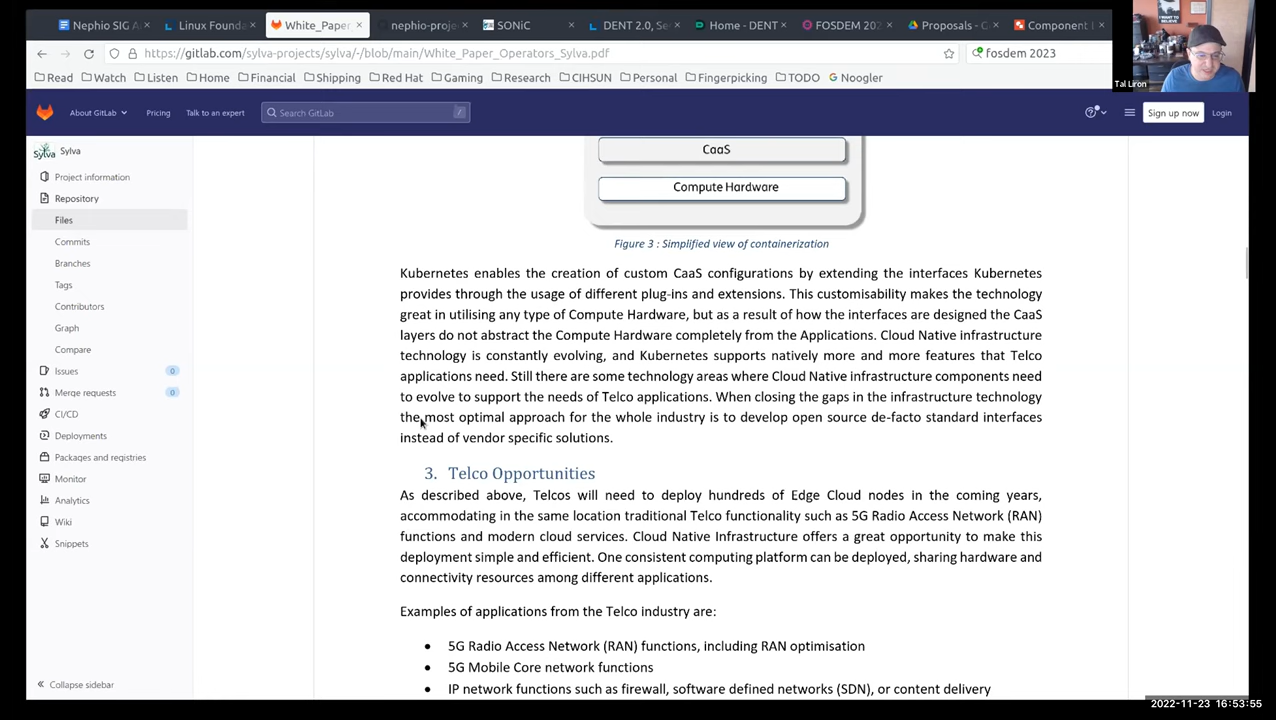 Nephio SIG A
Linux Founda
White_Paper
nephio-proj
SONiC
DENT 2.0, Se
Home - DENT
FOSDEM 202
Proposals - G
Component
https://gitlab.com/sylva-projects/sylva/-/blob/main/White_Paper_Operators_Sylva.pdf
fosdem 2023
Read
Watch
Listen
Home
Financial
Shipping
Red Hat
Gaming
Research
CIHSUN
Personal
Fingerpicking
TODO
Noogler
Tal Liron
About GitLab
Pricing
Talk to an expert
Search GitLab
/
Sign up now
Login
Sylva
Sylva
Project information
Repository
Files
Commits
Branches
Tags
Contributors
Graph
Compare
Issues
0
Merge requests
0
CI/CD
Deployments
Packages and registries
Monitor
Analytics
Wiki
Snippets
Collapse sidebar
CaaS
Compute Hardware
Figure 3 : Simplified view of containerization
Kubernetes enables the creation of custom CaaS configurations by extending the interfaces Kubernetes
provides through the usage of different plug-ins and extensions. This customisability makes the technology
great in utilising any type of Compute Hardware, but as a result of how the interfaces are designed the CaaS
layers do not abstract the Compute Hardware completely from the Applications. Cloud Native infrastructure
technology is constantly evolving, and Kubernetes supports natively more and more features that Telco
applications need. Still there are some technology areas where Cloud Native infrastructure components need
to evolve to support the needs of Telco applications. When closing the gaps in the infrastructure technology
the most optimal approach for the whole industry is to develop open source de-facto standard interfaces
instead of vendor specific solutions.
3. Telco Opportunities
As described above, Telcos will need to deploy hundreds of Edge Cloud nodes in the coming years,
accommodating in the same location traditional Telco functionality such as 5G Radio Access Network (RAN)
functions and modern cloud services. Cloud Native Infrastructure offers a great opportunity to make this
deployment simple and efficient. One consistent computing platform can be deployed, sharing hardware and
connectivity resources among different applications.
Examples of applications from the Telco industry are:
• 5G Radio Access Network (RAN) functions, including RAN optimisation
• 5G Mobile Core network functions
• IP network functions such as firewall, software defined networks (SDN), or content delivery
2022-11-23 16:53:55